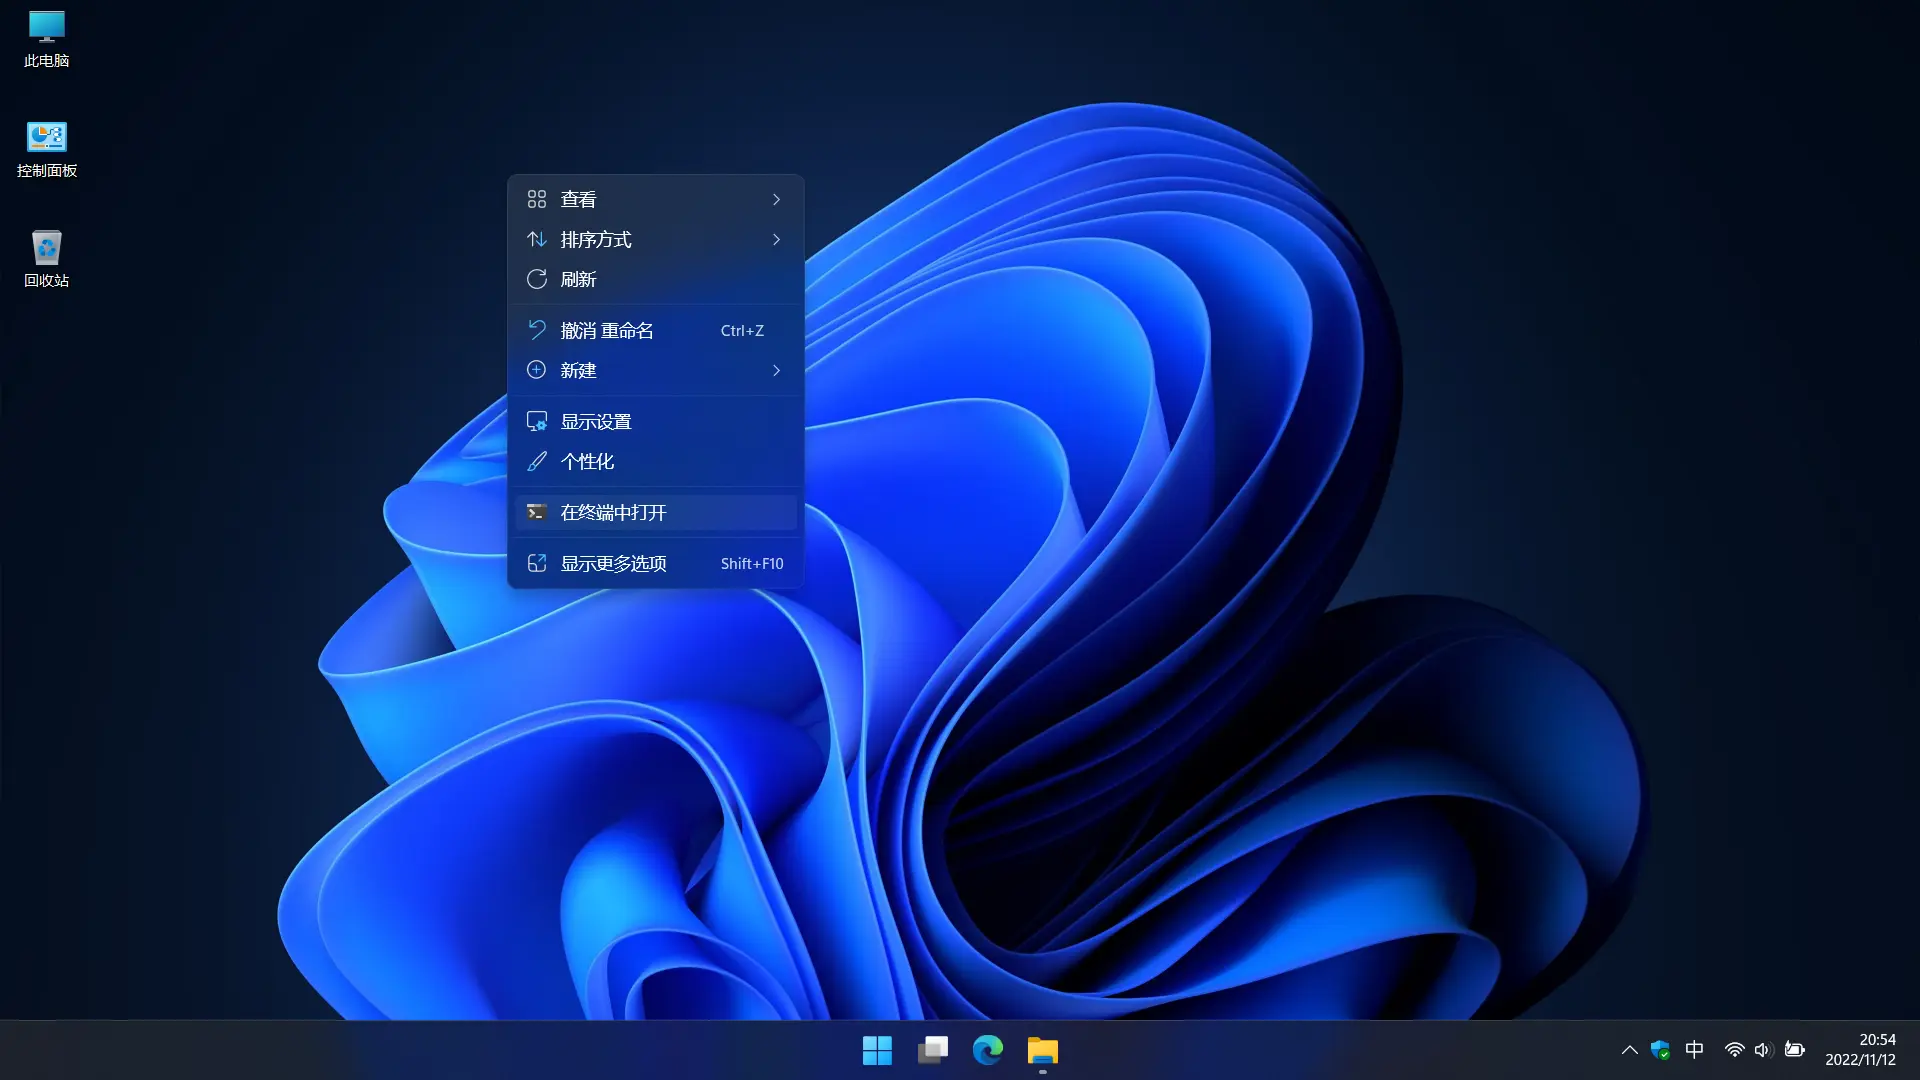 此电脑
控制面板
回收站
查看
排序方式
刷新
撤消 重命名 Ctrl+Z
新建
显示设置
个性化
在终端中打开
显示更多选项 Shift+F10
中
20:54
2022/11/12